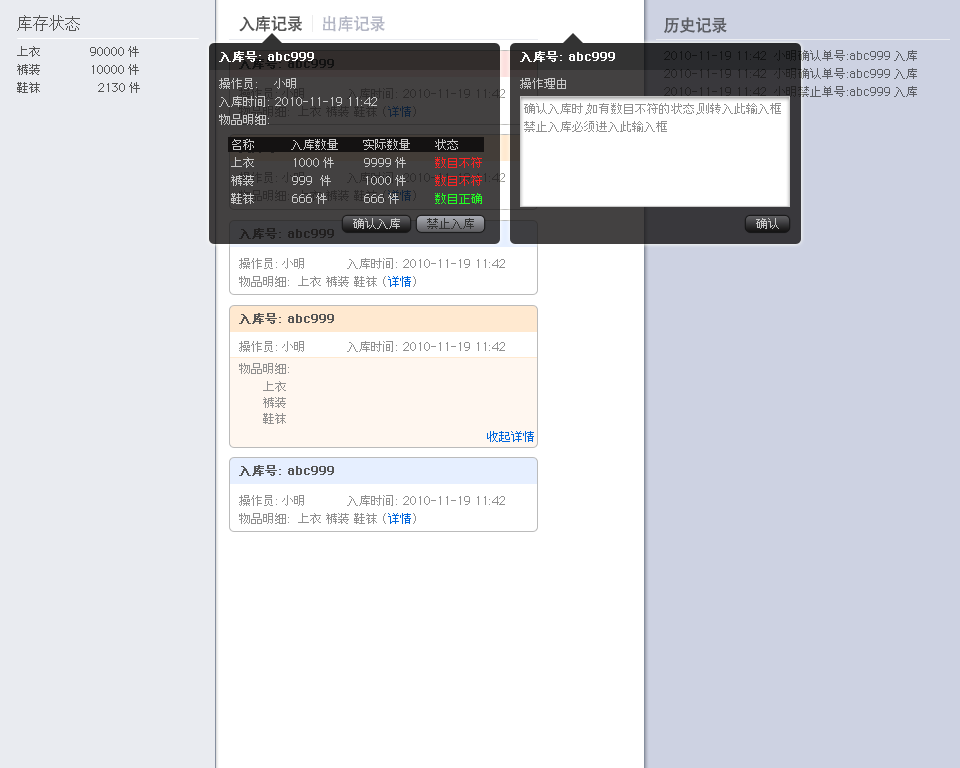 库存状态
上衣 90000 件
裤装 10000 件
鞋袜 2130 件
入库记录 出库记录
入库号: abc999
操作员: 小明
入库时间: 2010-11-19 11:42
物品明细:
名称 入库数量 实际数量 状态
上衣 1000 件 9999 件 数目不符
裤装 999 件 1000 件 数目不符
鞋袜 666 件 666 件 数目正确
确认入库 禁止入库
入库号: abc999
操作理由
确认入库时,如有数目不符的状态,则转入此输入框
禁止入库必须进入此输入框
确认
入库号: abc999
操作员: 小明 入库时间: 2010-11-19 11:42
物品明细: 上衣 裤装 鞋袜 (详情)
入库号: abc999
操作员: 小明 入库时间: 2010-11-19 11:42
物品明细:
上衣
裤装
鞋袜
收起详情
入库号: abc999
操作员: 小明 入库时间: 2010-11-19 11:42
物品明细: 上衣 裤装 鞋袜 (详情)
历史记录
2010-11-19 11:42 小明确认单号:abc999 入库
2010-11-19 11:42 小明确认单号:abc999 入库
2010-11-19 11:42 小明禁止单号:abc999 入库